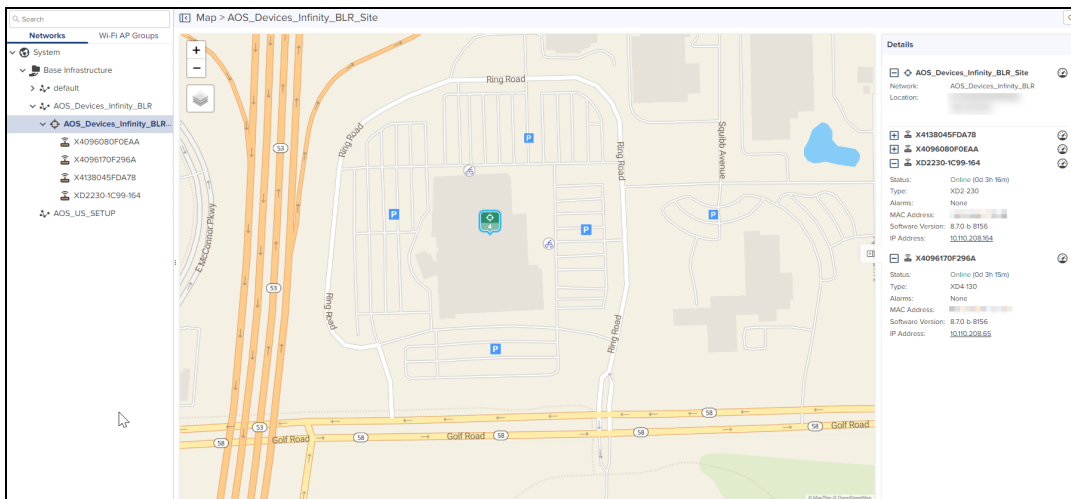 Search
Map > AOS_Devices_Infinity_BLR_Site
Networks
Wi-Fi AP Groups
System
Base Infrastructure
default
AOS_Devices_Infinity_BLR
AOS_Devices_Infinity_BLR...
X4096080F0EAA
X4096170F296A
X4138045FDA78
XD2230-1C99-164
AOS_US_SETUP
+
−
Ring Road
Ring Road
Ring Road
Ring Road
Ring Road
Squibb Avenue
E McConnor Pkwy
53
53
53
P
P
P
P
P
4
58
58
58
58
58
Golf Road
Golf Road
Golf Road
© MapTiler © OpenStreetMap
Details
AOS_Devices_Infinity_BLR_Site
Network: AOS_Devices_Infinity_BLR
Location:
X4138045FDA78
X4096080F0EAA
XD2230-1C99-164
Status: Online (0d 3h 16m)
Type: XD2-230
Alarms: None
MAC Address:
Software Version: 8.7.0-b-8156
IP Address: 10.110.208.164
X4096170F296A
Status: Online (0d 3h 15m)
Type: XD4-130
Alarms: None
MAC Address:
Software Version: 8.7.0-b-8156
IP Address: 10.110.208.65